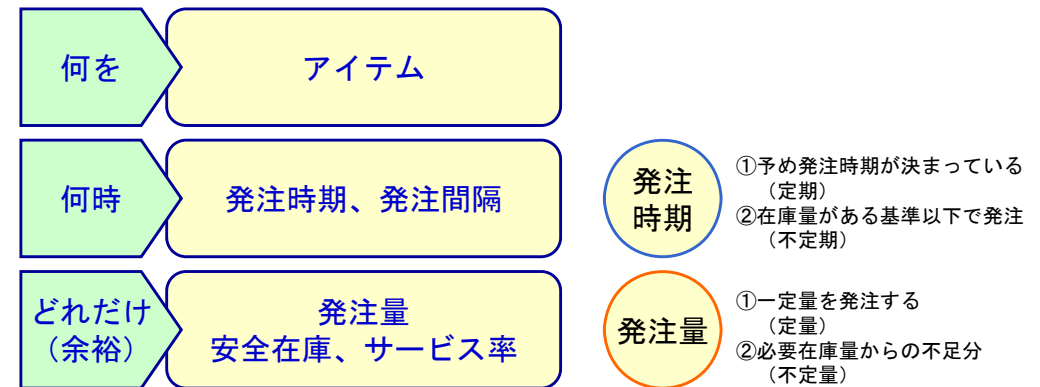 何を
アイテム
何時
発注時期、発注間隔
発注
時期
①予め発注時期が決まっている
（定期）
②在庫量がある基準以下で発注
（不定期）
どれだけ
（余裕）
発注量
安全在庫、サービス率
発注量
①一定量を発注する
（定量）
②必要在庫量からの不足分
（不定量）